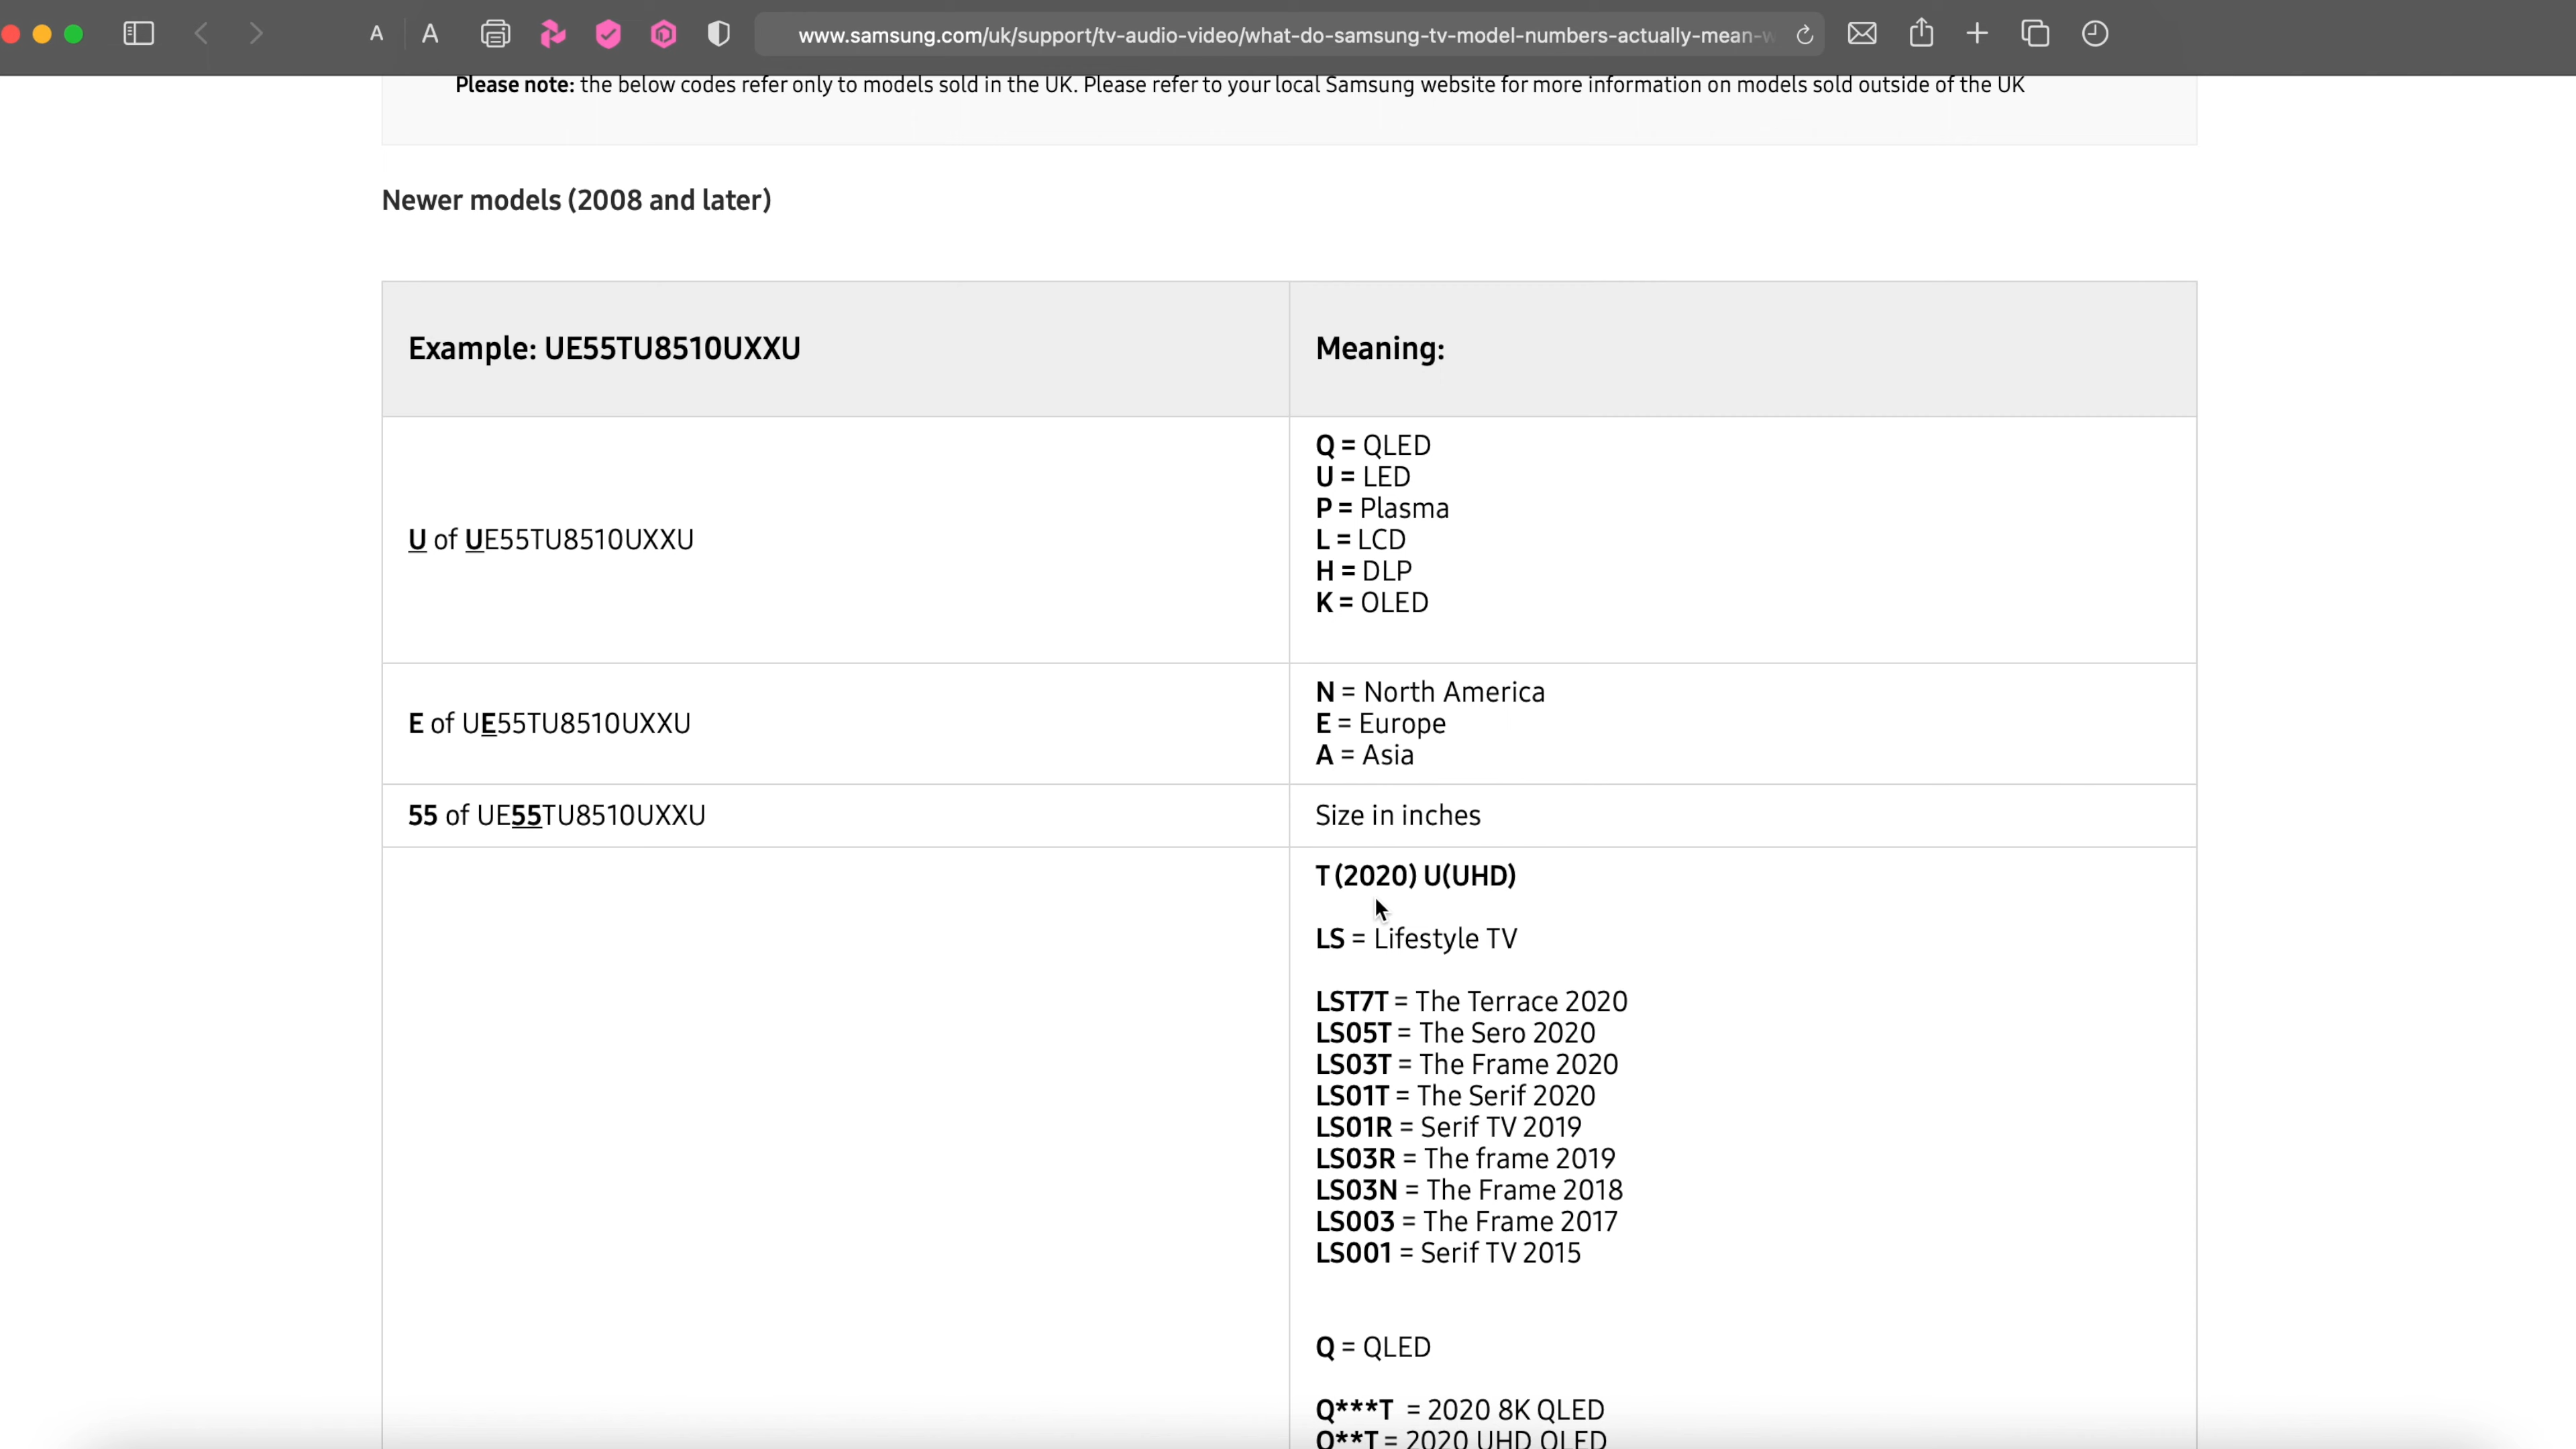 A A www.samsung.com/uk/support/tv-audio-video/what-do-samsung-tv-model-numbers-actually-mean-w
Please note: the below codes refer only to models sold in the UK. Please refer to your local Samsung website for more information on models sold outside of the UK
Newer models (2008 and later)
Example: UE55TU8510UXXU
Meaning:
U of UE55TU8510UXXU
Q = QLED
U = LED
P = Plasma
L = LCD
H = DLP
K = OLED
E of UE55TU8510UXXU
N = North America
E = Europe
A = Asia
55 of UE55TU8510UXXU
Size in inches
T (2020) U(UHD)
LS = Lifestyle TV
LST7T = The Terrace 2020
LS05T = The Sero 2020
LS03T = The Frame 2020
LS01T = The Serif 2020
LS01R = Serif TV 2019
LS03R = The frame 2019
LS03N = The Frame 2018
LS003 = The Frame 2017
LS001 = Serif TV 2015
Q = QLED
Q***T = 2020 8K QLED
Q**T = 2020 UHD QLED